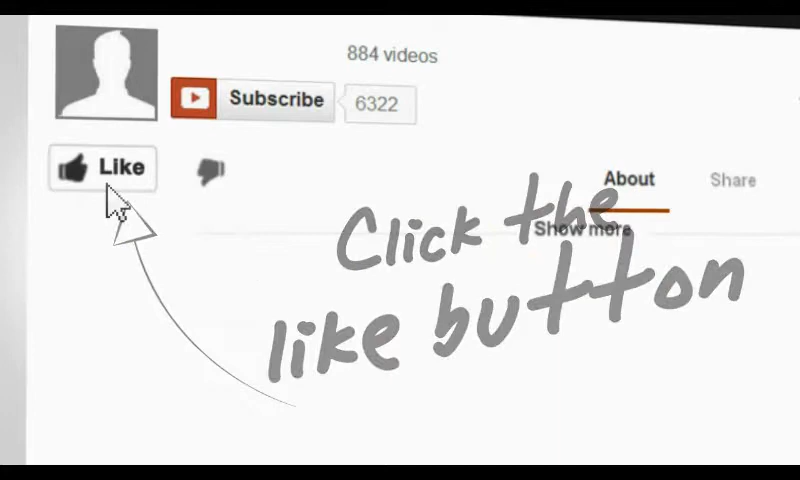 884 videos
Subscribe 6322
Like
About Share
Show more
Click the
like button